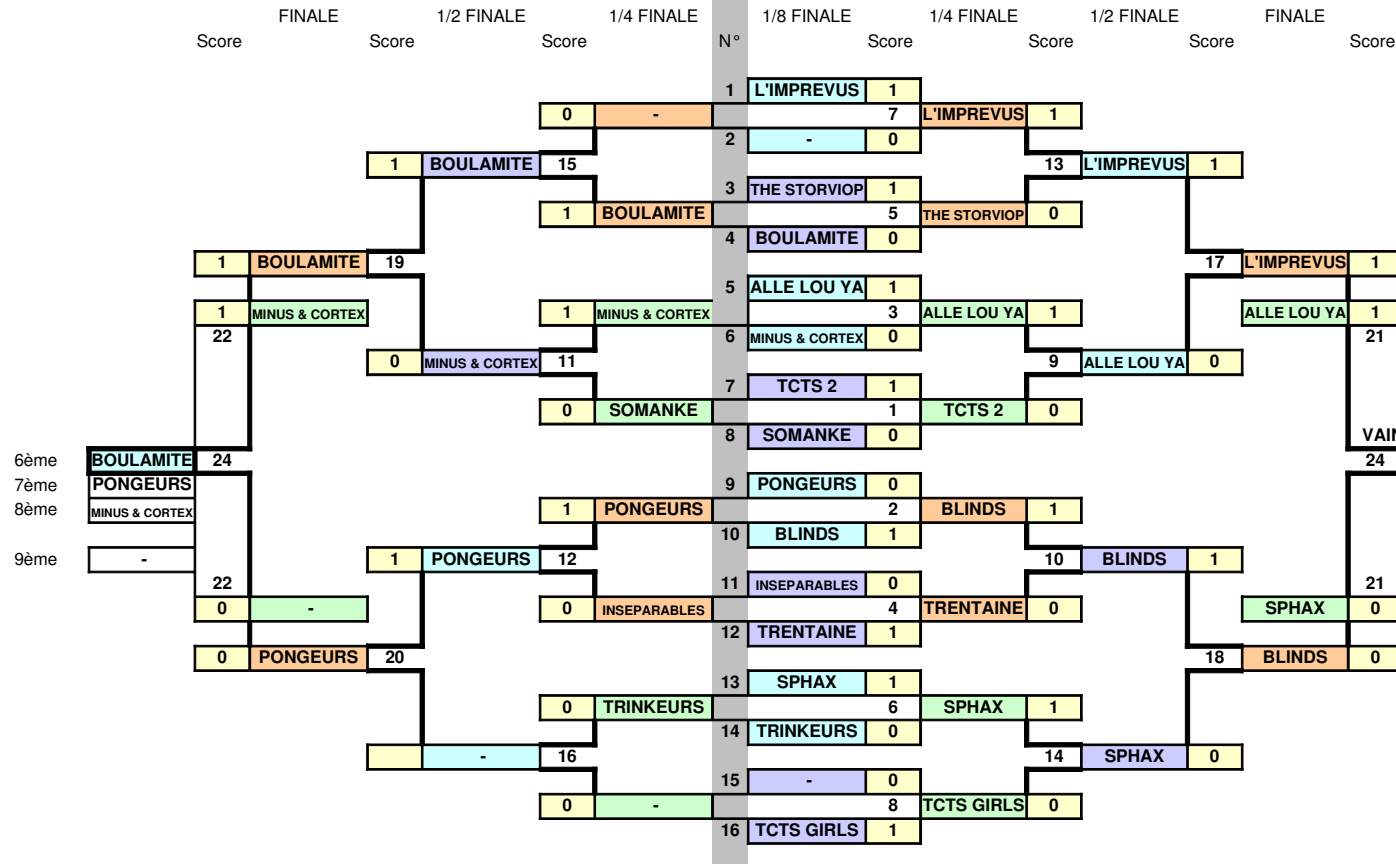 FINALE 1/2 FINALE 1/4 FINALE 1/8 FINALE 1/4 FINALE 1/2 FINALE FINALE
Score Score Score N° Score Score Score Score
1 L'IMPREVUS 1
0 - 7 L'IMPREVUS 1
2 - 0
1 BOULAMITE 15 13 L'IMPREVUS 1
3 THE STORVIOP 1
1 BOULAMITE 5 THE STORVIOP 0
4 BOULAMITE 0
1 BOULAMITE 19 17 L'IMPREVUS 1
5 ALLE LOU YA 1
1 MINUS & CORTEX 1 MINUS & CORTEX 3 ALLE LOU YA 1 ALLE LOU YA 1
22 6 MINUS & CORTEX 0 21
0 MINUS & CORTEX 11 9 ALLE LOU YA 0
7 TCTS 2 1
0 SOMANKE 1 TCTS 2 0
8 SOMANKE 0 VAIN
6ème BOULAMITE 24 24
7ème PONGEURS 9 PONGEURS 0
8ème MINUS & CORTEX 1 PONGEURS 2 BLINDS 1
10 BLINDS 1
9ème - 1 PONGEURS 12 10 BLINDS 1
22 11 INSEPARABLES 0 21
0 - 0 INSEPARABLES 4 TRENTAINE 0 SPHAX 0
12 TRENTAINE 1
0 PONGEURS 20 18 BLINDS 0
13 SPHAX 1
0 TRINKEURS 6 SPHAX 1
14 TRINKEURS 0
- 16 14 SPHAX 0
15 - 0
0 - 8 TCTS GIRLS 0
16 TCTS GIRLS 1